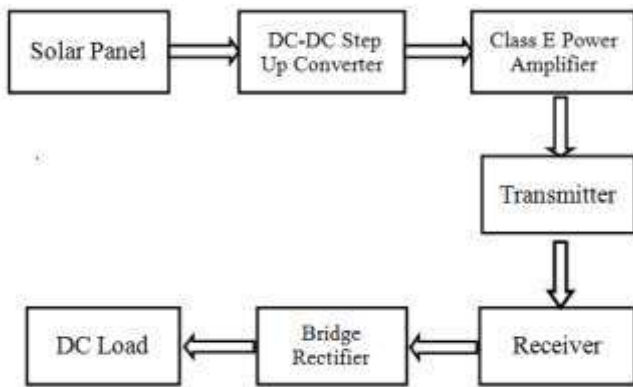 Solar Panel
DC-DC Step
Up Converter
Class E Power
Amplifier
Transmitter
Receiver
Bridge
Rectifier
DC Load